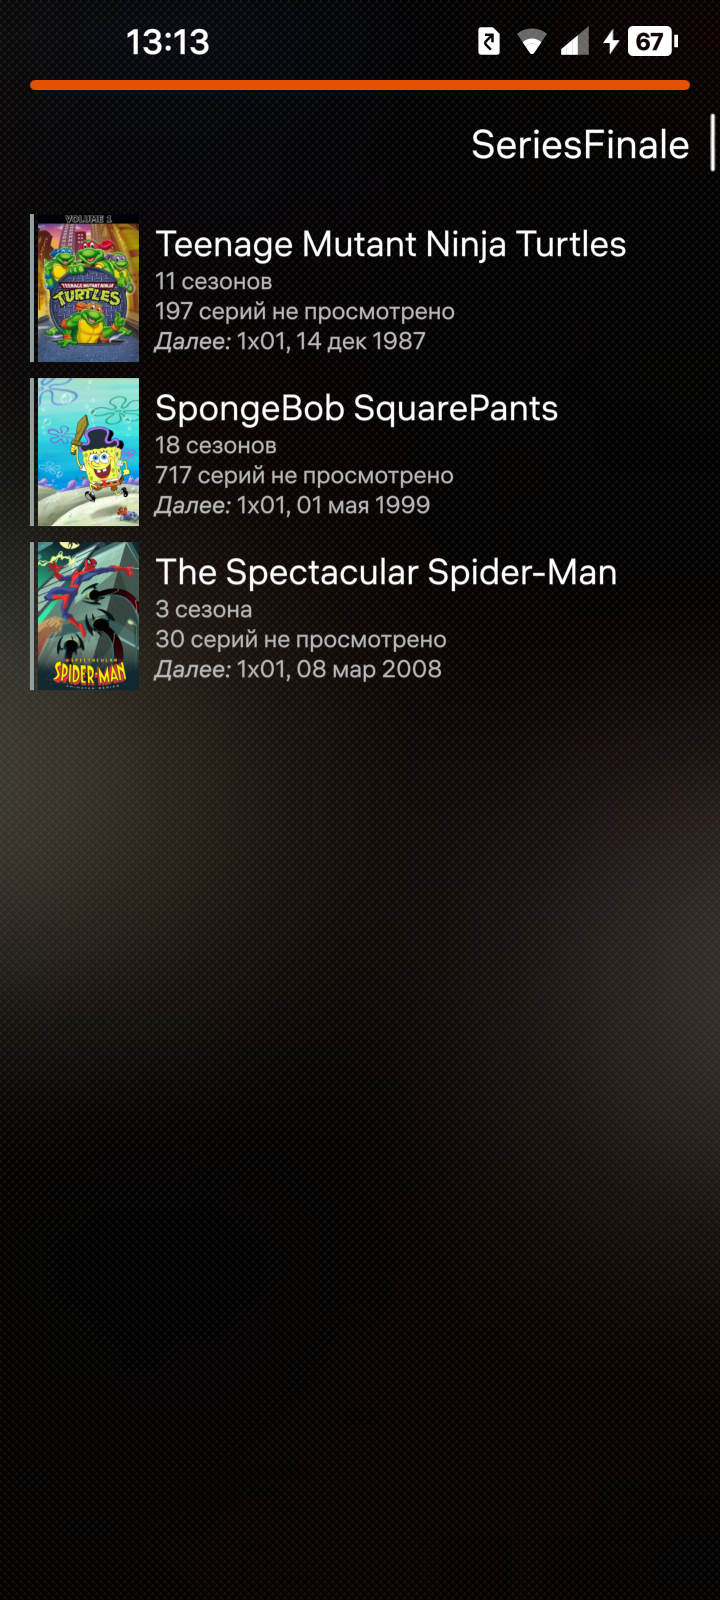 13:13
67
SeriesFinale
VOLUME 1
TEENAGE MUTANT NINJA
TURTLES
Teenage Mutant Ninja Turtles
11 сезонов
197 серий не просмотрено
Далее: 1x01, 14 дек 1987
SpongeBob SquarePants
18 сезонов
717 серий не просмотрено
Далее: 1x01, 01 мая 1999
SPECTACULAR
SPIDER-MAN
The Spectacular Spider-Man
3 сезона
30 серий не просмотрено
Далее: 1x01, 08 мар 2008